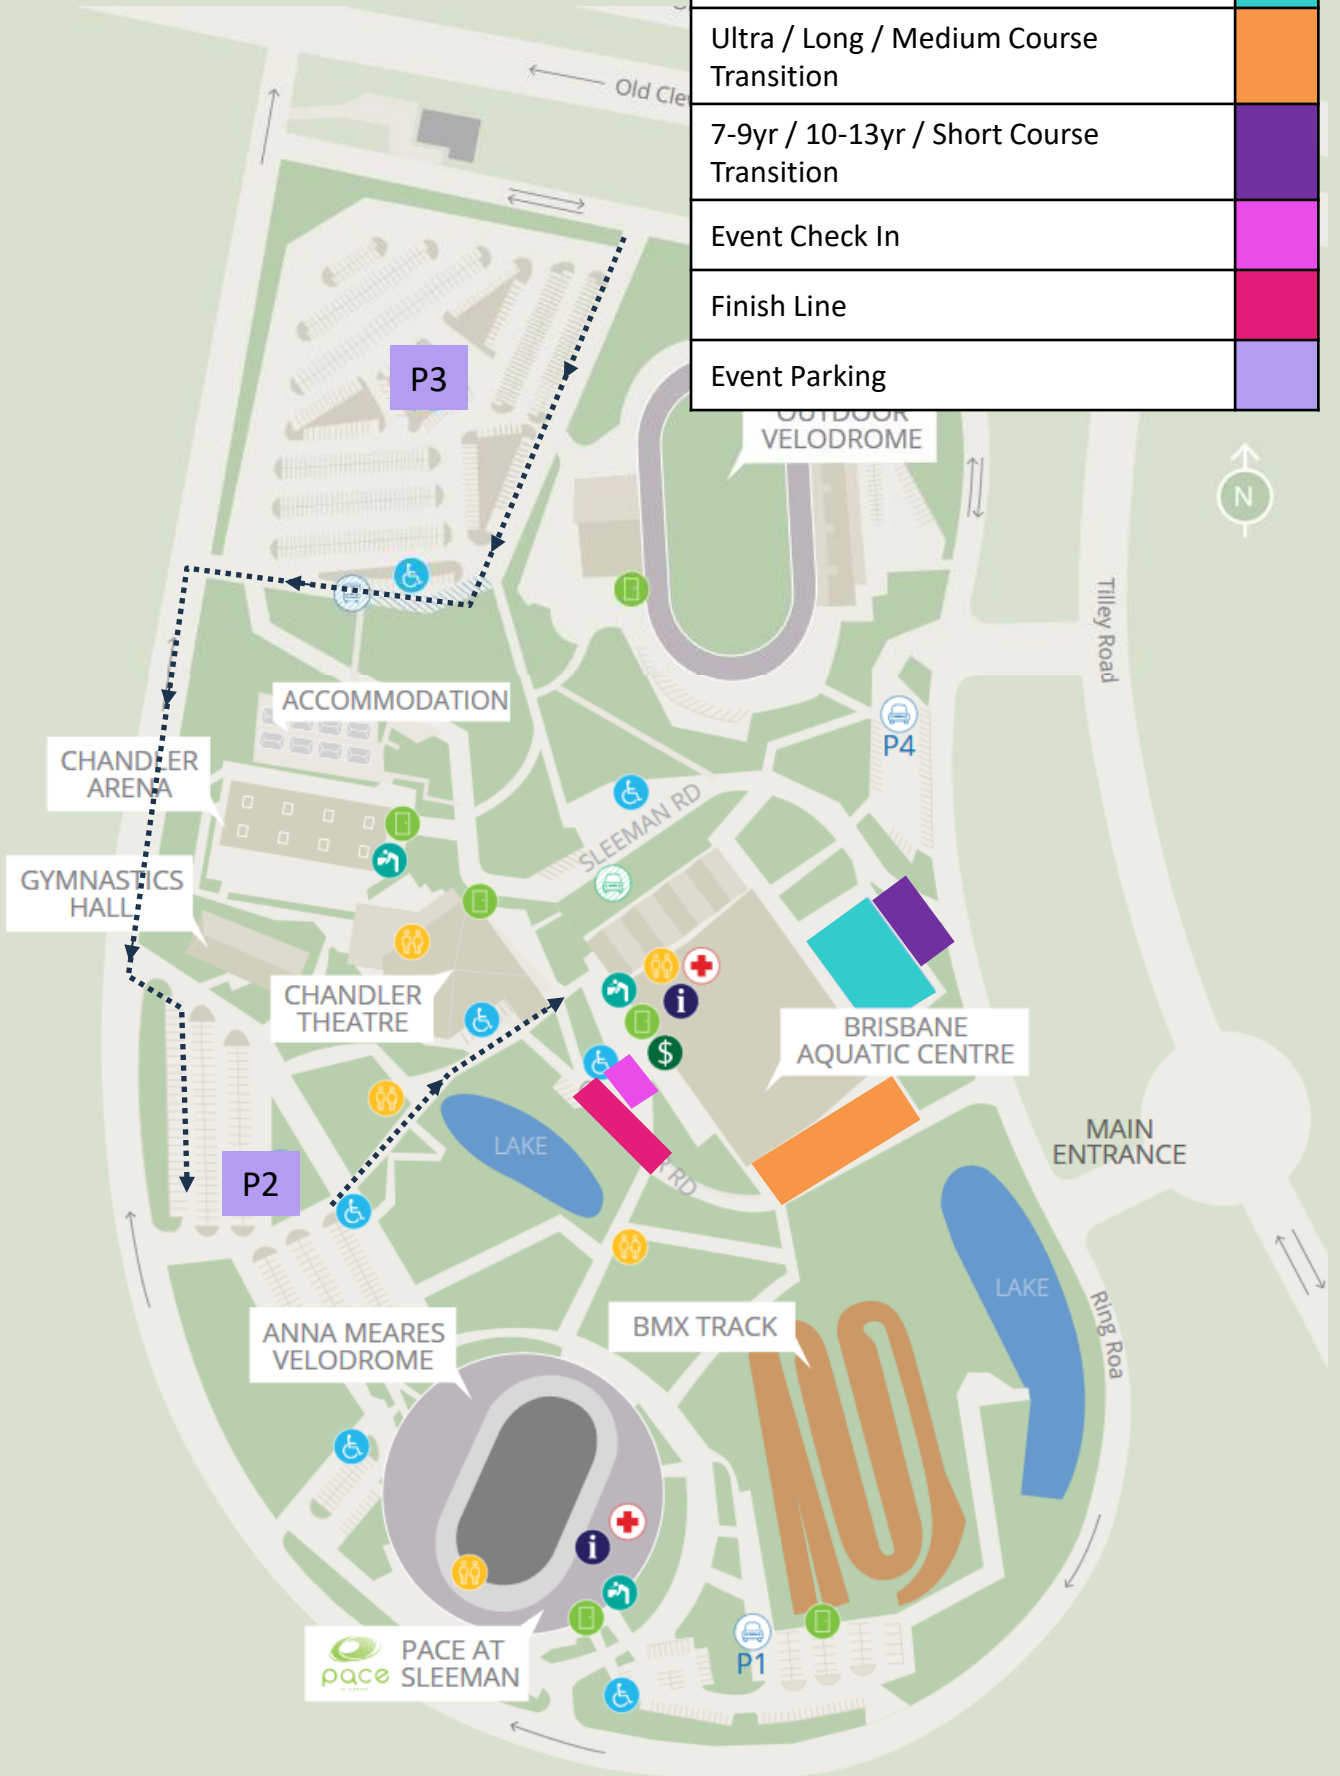 Ultra / Long / Medium Course
Transition
7-9yr / 10-13yr / Short Course
Transition
Event Check In
Finish Line
Event Parking
Old Cle
P3
OUTDOOR
VELODROME
N
Tilley Road
ACCOMMODATION
P4
CHANDLER
ARENA
SLEEMAN RD
GYMNASTICS
HALL
CHANDLER
THEATRE
i
$
BRISBANE
AQUATIC CENTRE
LAKE
MAIN
ENTRANCE
P2
RD
LAKE
Ring Roa
BMX TRACK
ANNA MEARES
VELODROME
i
pace
PACE AT
SLEEMAN
P1